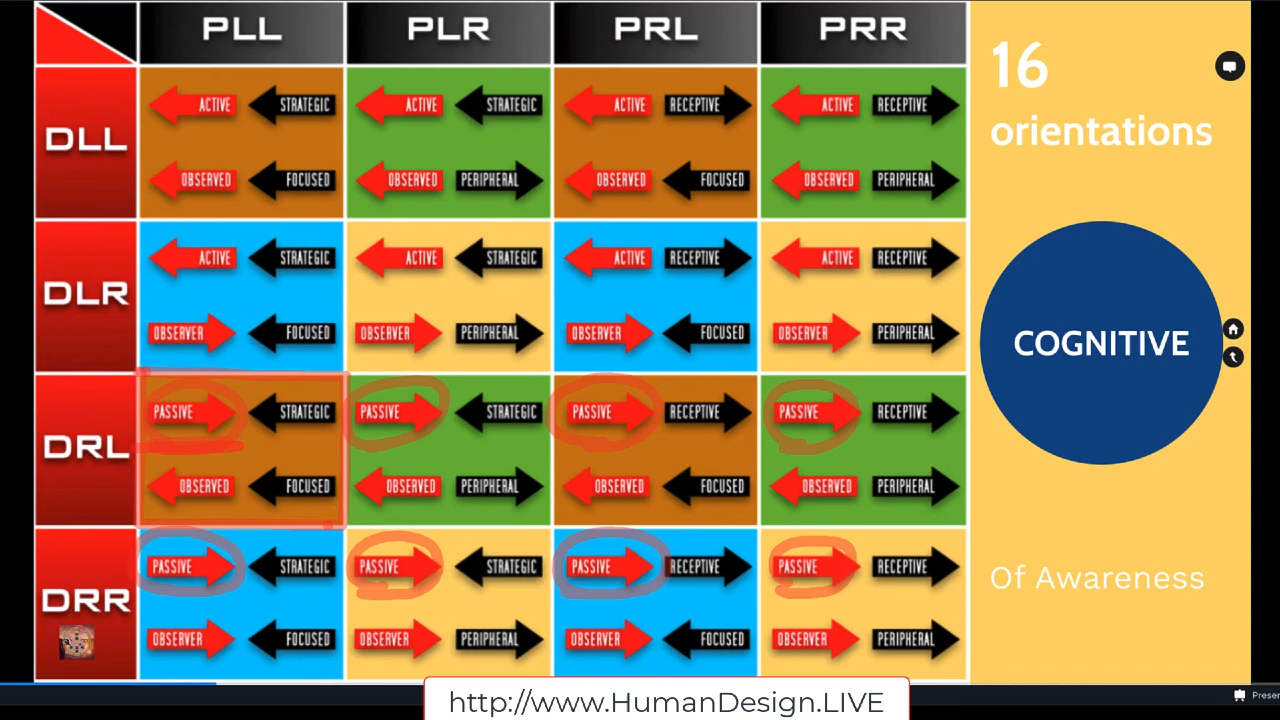 PLL PLR PRL PRR
DLL
ACTIVE STRATEGIC ACTIVE STRATEGIC ACTIVE RECEPTIVE ACTIVE RECEPTIVE
OBSERVED FOCUSED OBSERVED PERIPHERAL OBSERVED FOCUSED OBSERVED PERIPHERAL
DLR
ACTIVE STRATEGIC ACTIVE STRATEGIC ACTIVE RECEPTIVE ACTIVE RECEPTIVE
OBSERVER FOCUSED OBSERVER PERIPHERAL OBSERVER FOCUSED OBSERVER PERIPHERAL
DRL
PASSIVE STRATEGIC PASSIVE STRATEGIC PASSIVE RECEPTIVE PASSIVE RECEPTIVE
OBSERVED FOCUSED OBSERVED PERIPHERAL OBSERVED FOCUSED OBSERVED PERIPHERAL
DRR
PASSIVE STRATEGIC PASSIVE STRATEGIC PASSIVE RECEPTIVE PASSIVE RECEPTIVE
OBSERVER FOCUSED OBSERVER PERIPHERAL OBSERVER FOCUSED OBSERVER PERIPHERAL
16
orientations
COGNITIVE
Of Awareness
Presen
http://www.HumanDesign.LIVE